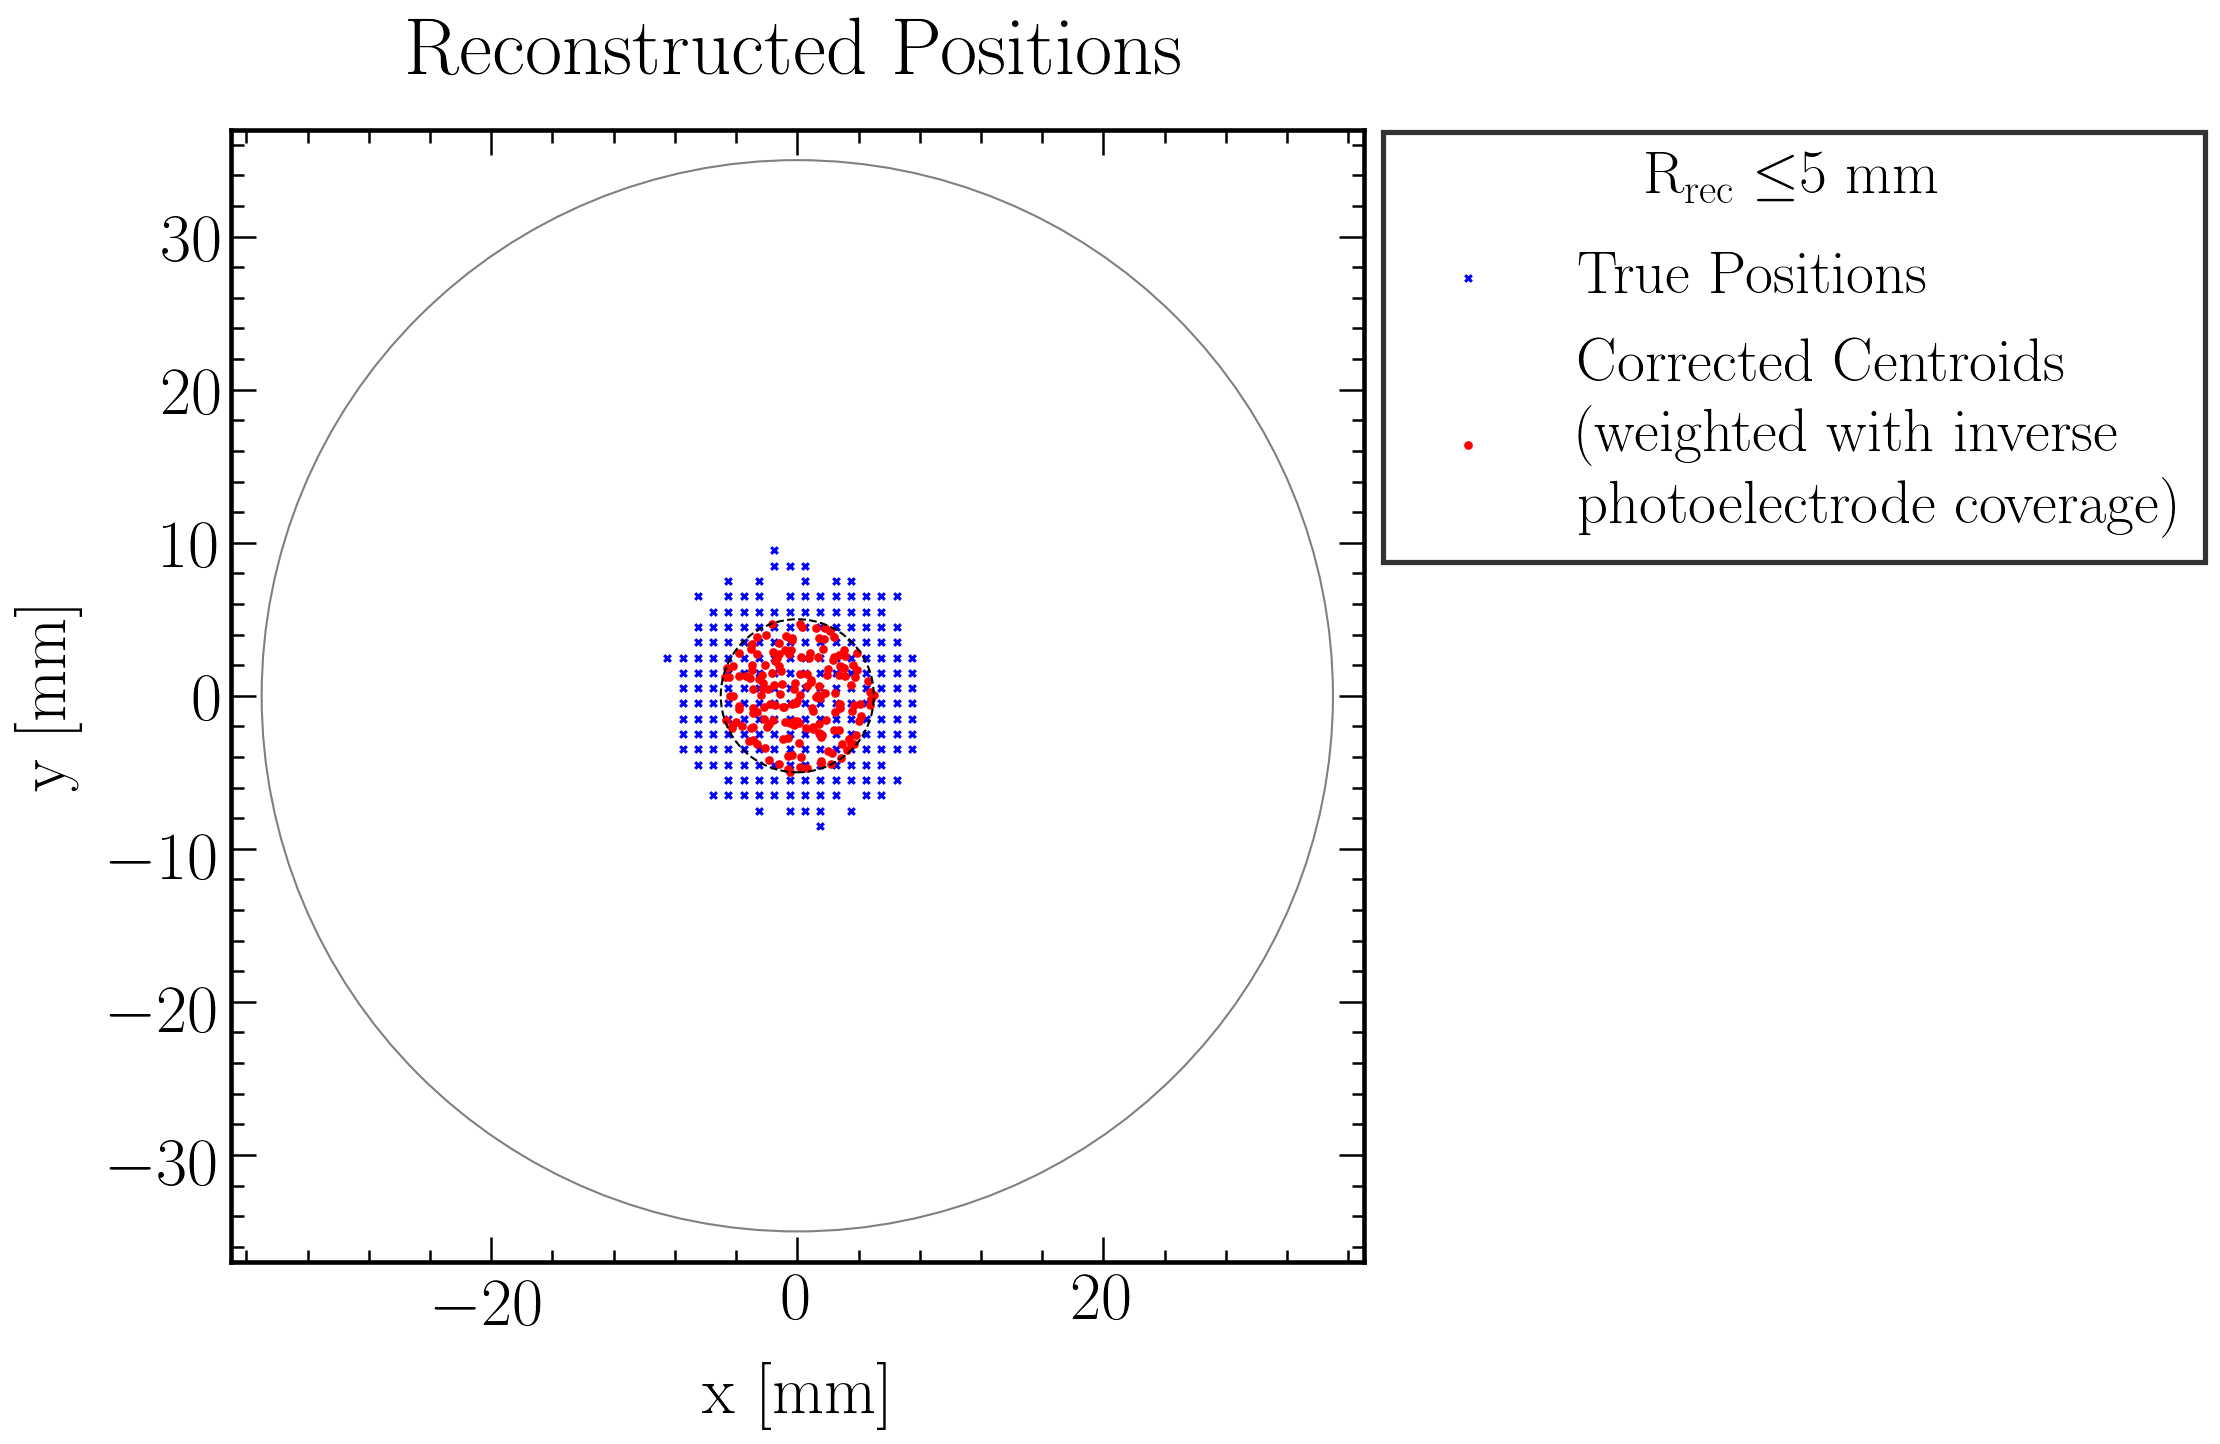 Reconstructed Positions
R_rec ≤5 mm
True Positions
Corrected Centroids
(weighted with inverse
photoelectrode coverage)
y [mm]
30
20
10
0
−10
−20
−30
−20 0 20
x [mm]